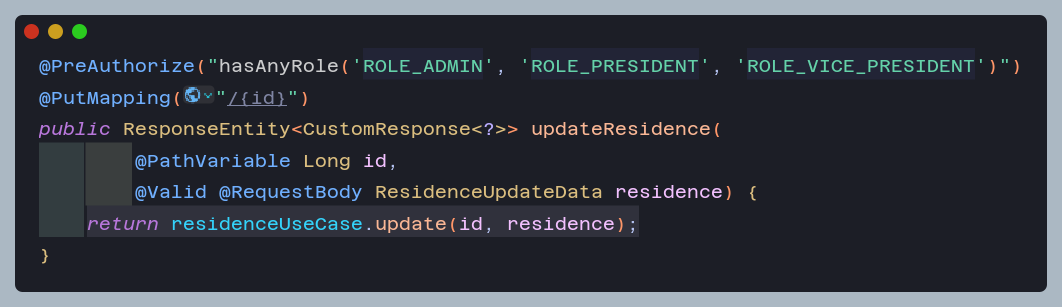 @PreAuthorize("hasAnyRole('ROLE_ADMIN', 'ROLE_PRESIDENT', 'ROLE_VICE_PRESIDENT')")
@PutMapping("/{id}")
public ResponseEntity<CustomResponse<?>> updateResidence(
@PathVariable Long id,
@Valid @RequestBody ResidenceUpdateData residence) {
return residenceUseCase.update(id, residence);
}